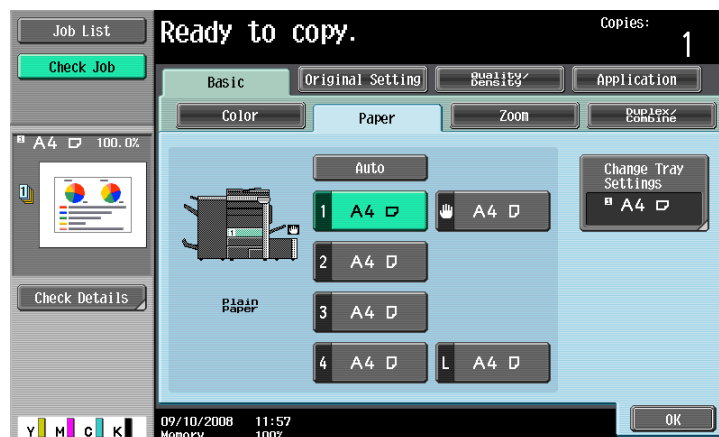 Job List
Ready to copy.
Copies:
1
Check Job
Basic
Original Setting
Quality/
Density
Application
Color
Paper
Zoom
Duplex/
Combine
A4 100.0%
1
Auto
Change Tray
Settings
A4
1 A4
A4
1
2 A4
Check Details
Plain
Paper
3 A4
4 A4
L A4
Y M C K
09/10/2008 11:57
Memory 100%
OK